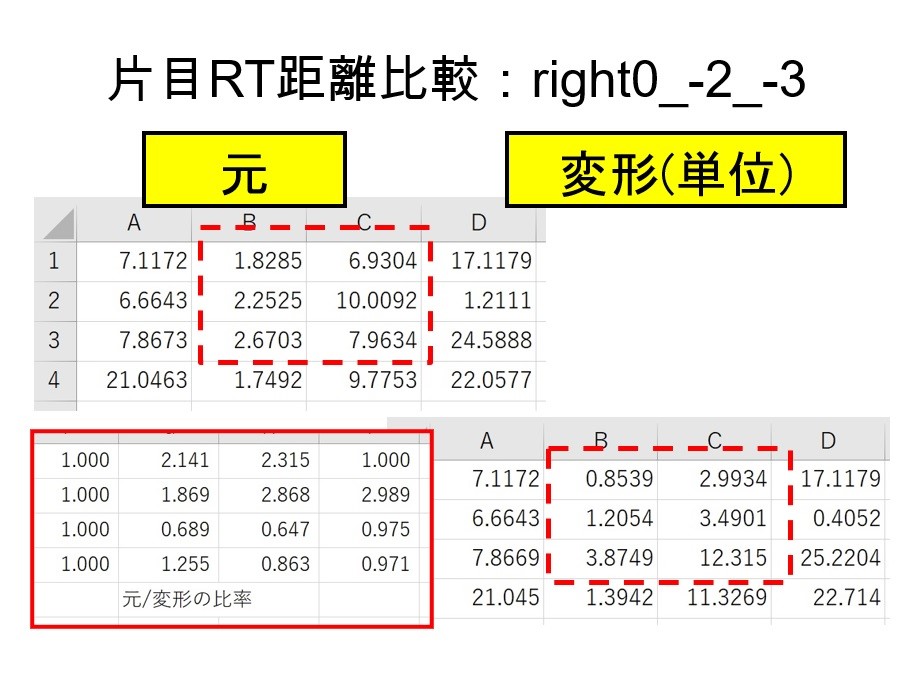 片目RT距離比較：right0_-2_-3
元
変形(単位)
A B C D
1 7.1172 1.8285 6.9304 17.1179
2 6.6643 2.2525 10.0092 1.2111
3 7.8673 2.6703 7.9634 24.5888
4 21.0463 1.7492 9.7753 22.0577
1.000 2.141 2.315 1.000
1.000 1.869 2.868 2.989
1.000 0.689 0.647 0.975
1.000 1.255 0.863 0.971
元/変形の比率
A B C D
7.1172 0.8539 2.9934 17.1179
6.6643 1.2054 3.4901 0.4052
7.8669 3.8749 12.315 25.2204
21.045 1.3942 11.3269 22.714